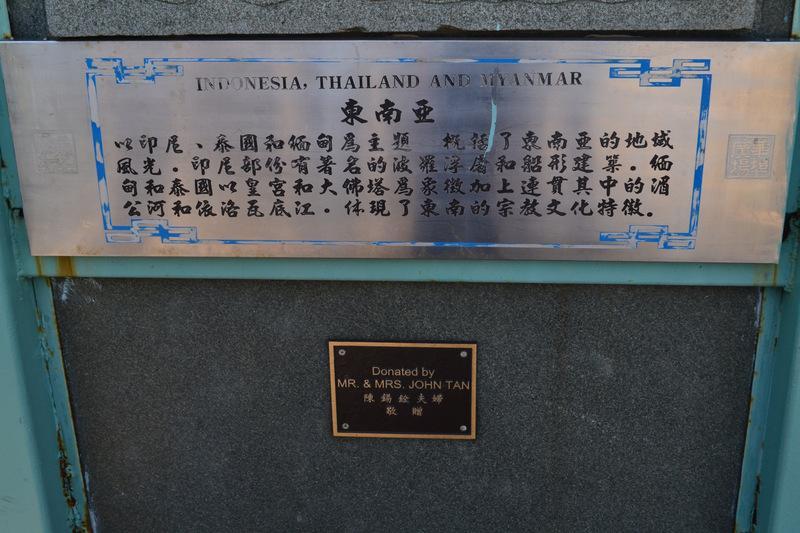 INDONESIA, THAILAND AND MYANMAR
東南亞
以印尼、泰國和緬甸爲主題 概括了東南亞的地域
風光。印尼部份有著名的波羅浮屠和船形建築。緬
甸和泰國以皇宮和大佛塔爲象徵加上連貫其中的湄
公河和依洛瓦底江。体現了東南的宗教文化特徵。
Donated by
MR. & MRS. JOHN TAN
陳錫銓夫婦
敬贈